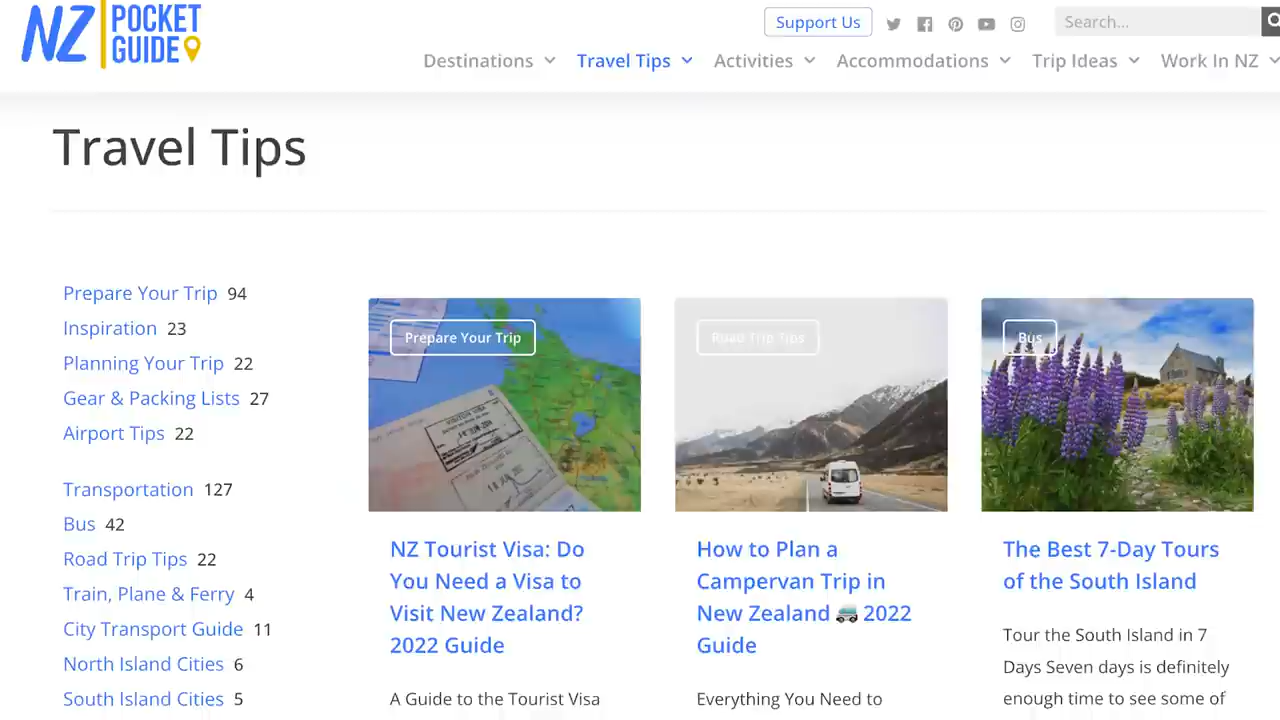 NZ POCKET GUIDE
Support Us
Search...
Destinations Travel Tips Activities Accommodations Trip Ideas Work In NZ
Travel Tips
Prepare Your Trip 94
Inspiration 23
Planning Your Trip 22
Gear & Packing Lists 27
Airport Tips 22
Transportation 127
Bus 42
Road Trip Tips 22
Train, Plane & Ferry 4
City Transport Guide 11
North Island Cities 6
South Island Cities 5
Prepare Your Trip
NZ Tourist Visa: Do
You Need a Visa to
Visit New Zealand?
2022 Guide
A Guide to the Tourist Visa
Road Trip Tips
How to Plan a
Campervan Trip in
New Zealand 🚐 2022
Guide
Everything You Need to
Bus
The Best 7-Day Tours
of the South Island
Tour the South Island in 7
Days Seven days is definitely
enough time to see some of